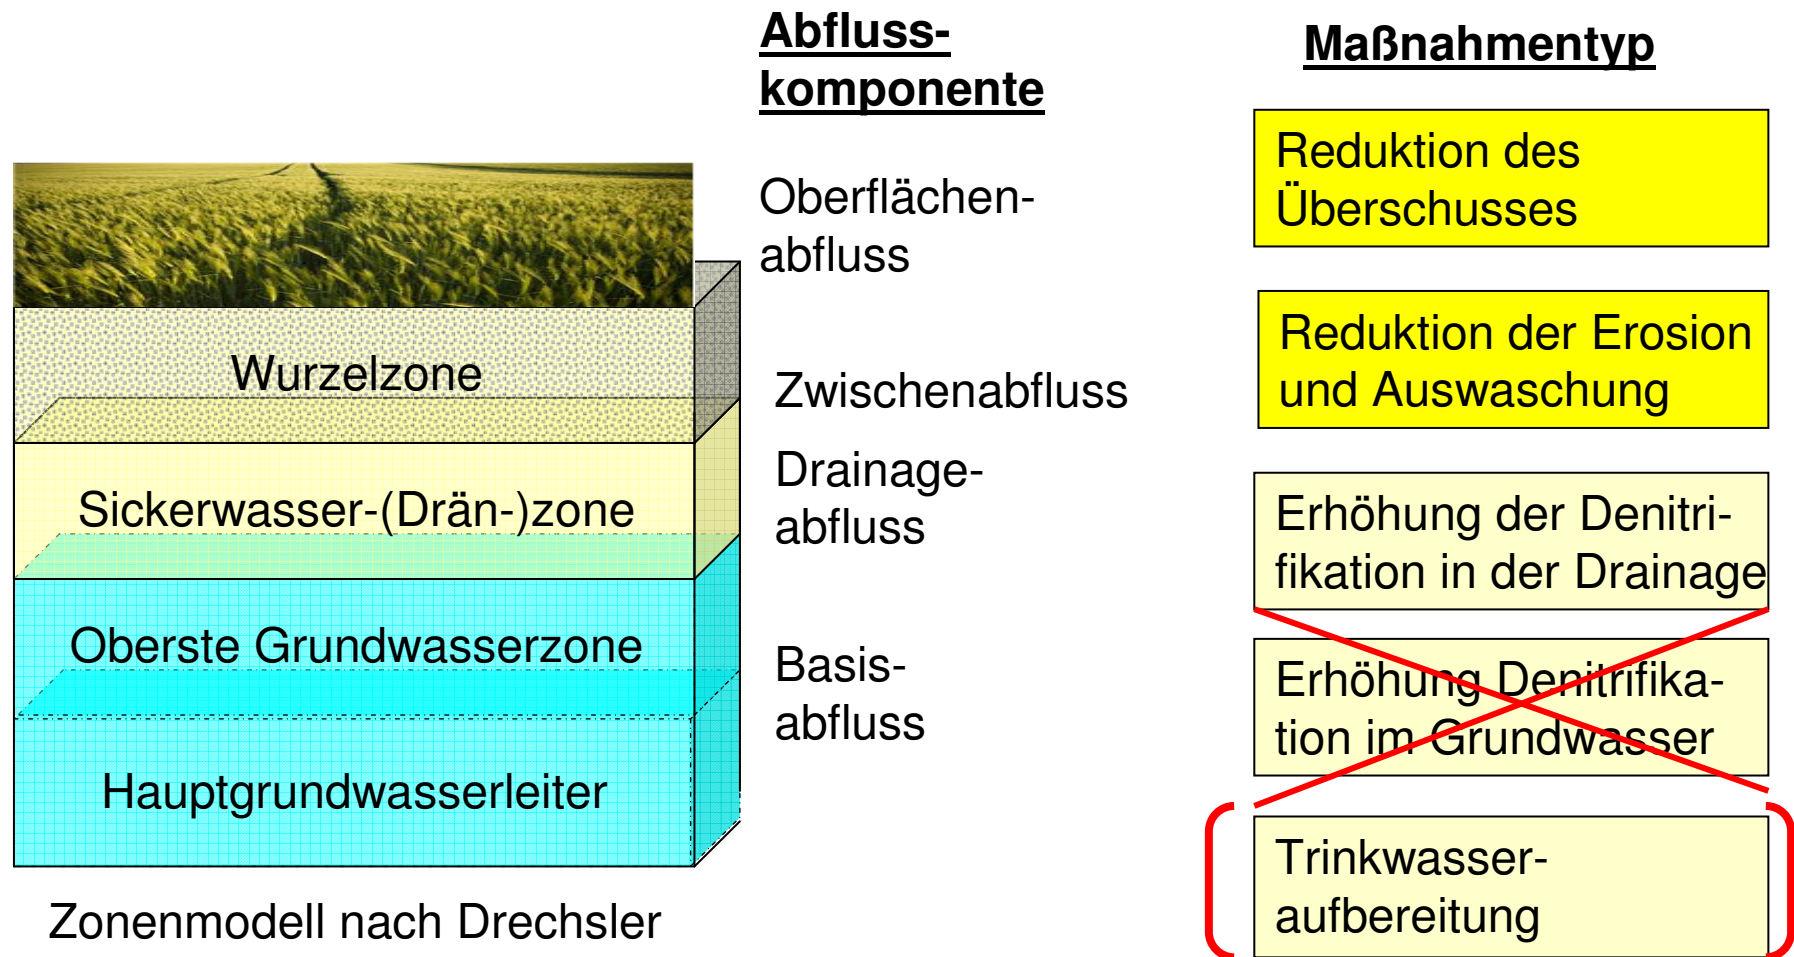 Abfluss-
komponente
Maßnahmentyp
Oberflächen-
abfluss
Zwischenabfluss
Drainage-
abfluss
Basis-
abfluss
Reduktion des
Überschusses
Reduktion der Erosion
und Auswaschung
Erhöhung der Denitri-
fikation in der Drainage
Erhöhung Denitrifika-
tion im Grundwasser
Trinkwasser-
aufbereitung
Wurzelzone
Sickerwasser-(Drän-)zone
Oberste Grundwasserzone
Hauptgrundwasserleiter
Zonenmodell nach Drechsler